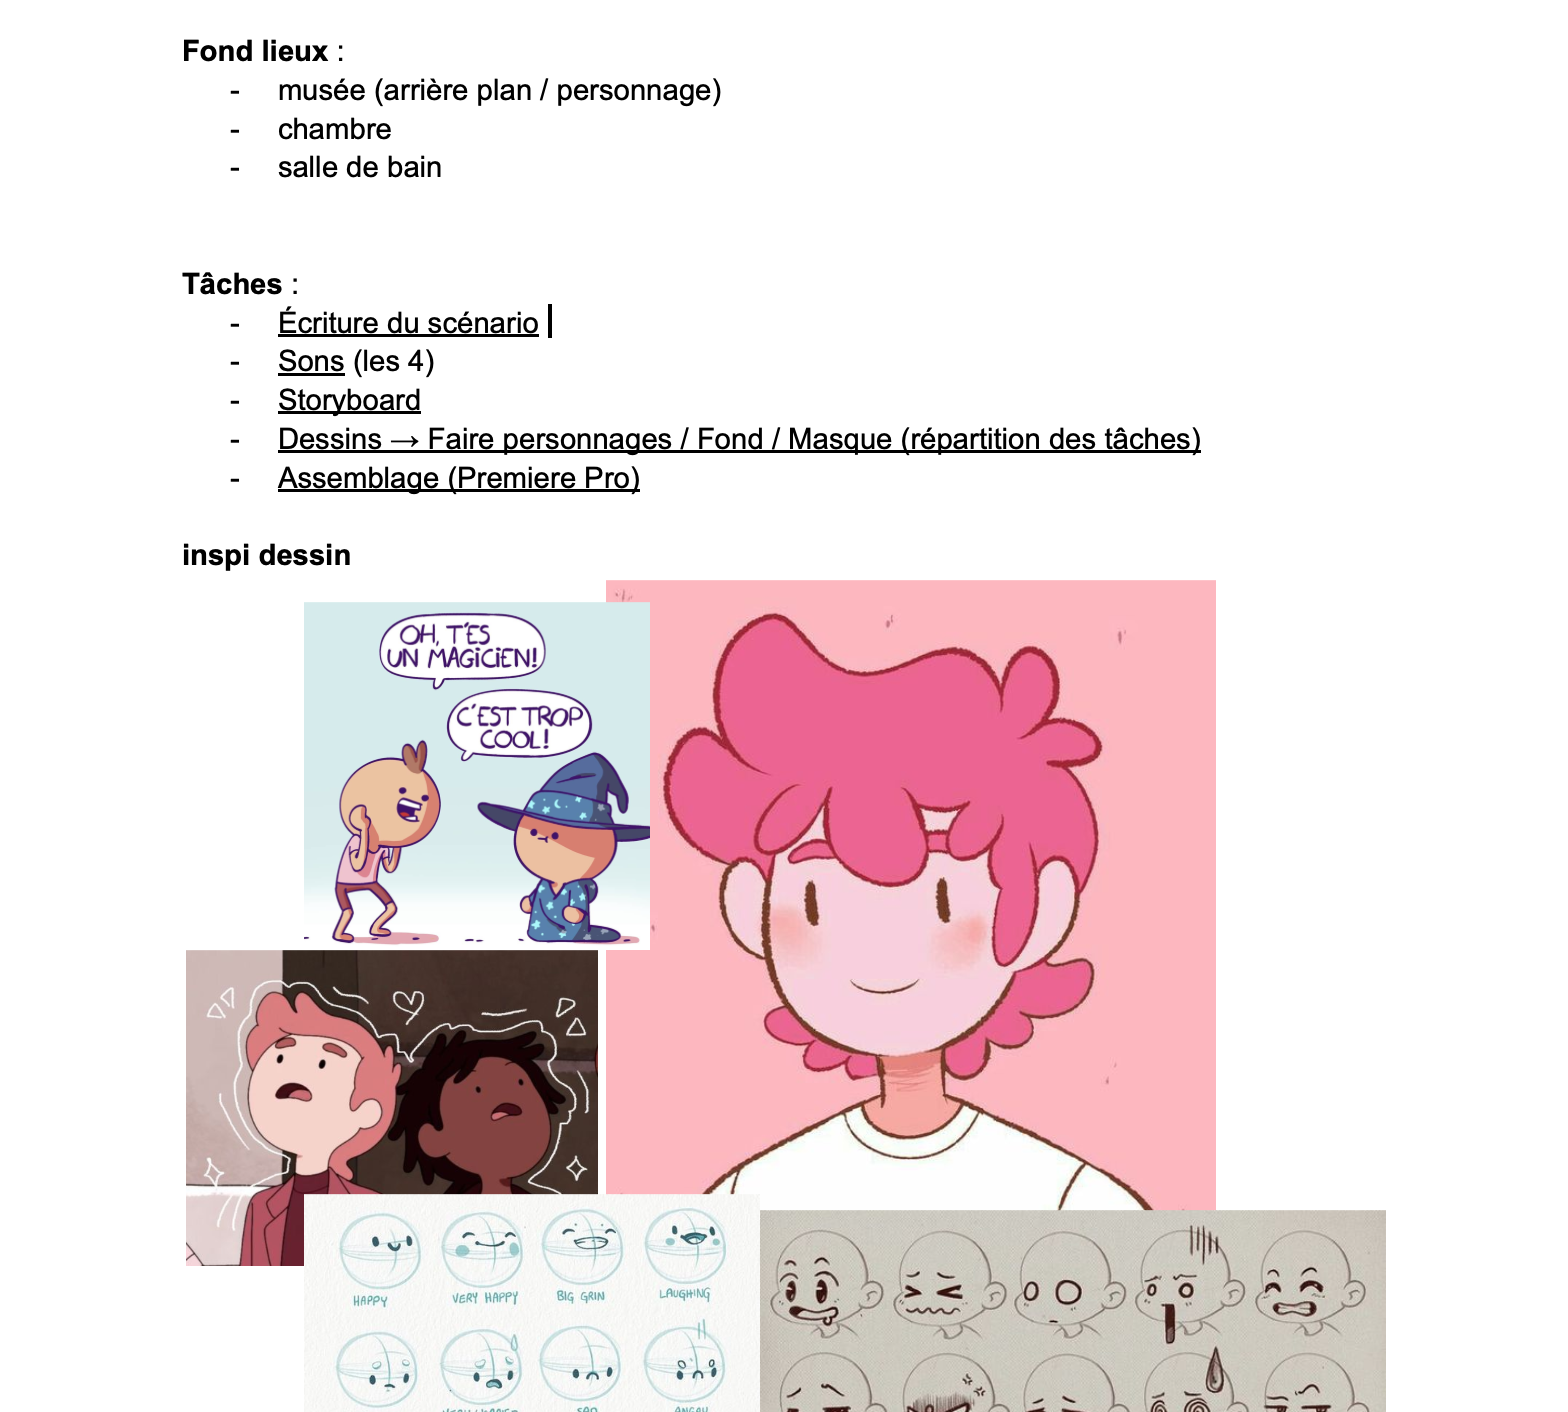 Fond lieux :
- musée (arrière plan / personnage)
- chambre
- salle de bain
Tâches :
- Écriture du scénario
- Sons (les 4)
- Storyboard
- Dessins → Faire personnages / Fond / Masque (répartition des tâches)
- Assemblage (Premiere Pro)
inspi dessin
OH, T'ES
UN MAGiCiEN!
C'EST TROP
COOL!
HAPPY
VERY HAPPY
BIG GRIN
LAUGHING
SAD
ANGRY